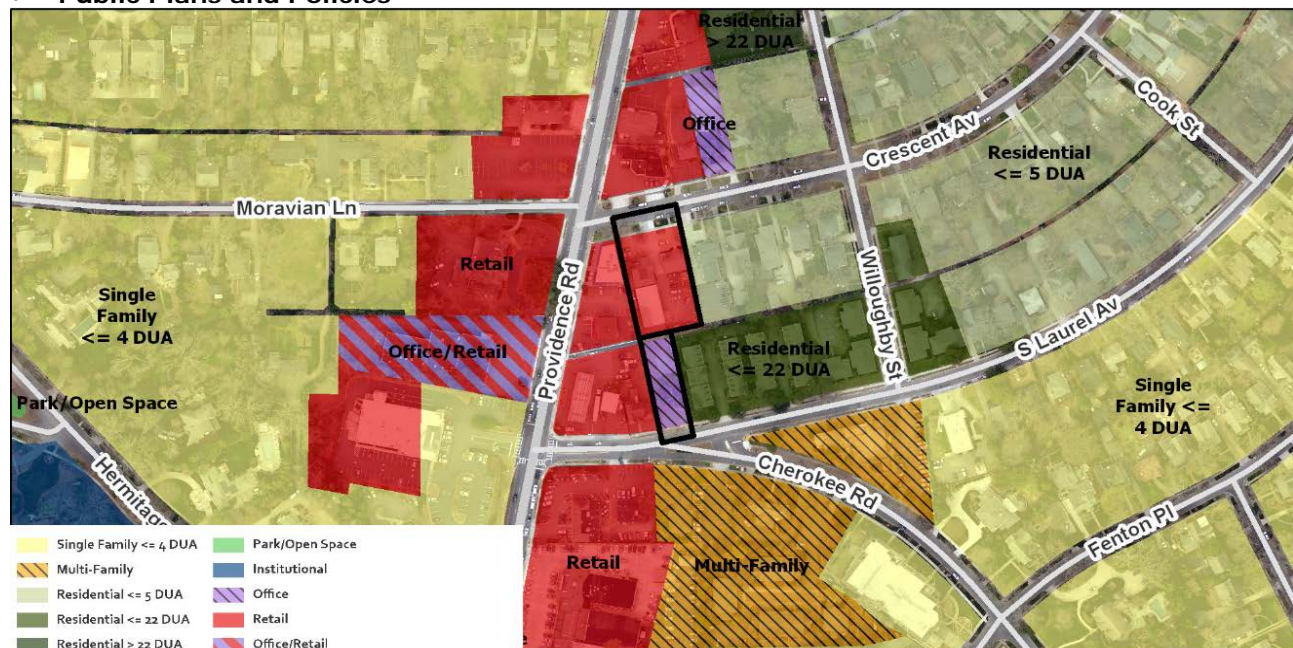 Public Plans and Policies
Residential
> 22 DUA
Cook St
Office
Crescent Av
Residential
<= 5 DUA
Moravian Ln
Retail
Willoughby St
S Laurel Av
Single
Family
<= 4 DUA
Office/Retail
Providence Rd
Residential
<= 22 DUA
Single
Family <=
4 DUA
Park/Open Space
Cherokee Rd
Hermitag
Fenton Pl
Retail
Multi-Family
Single Family <= 4 DUA
Multi-Family
Residential <= 5 DUA
Residential <= 22 DUA
Residential > 22 DUA
Park/Open Space
Institutional
Office
Retail
Office/Retail